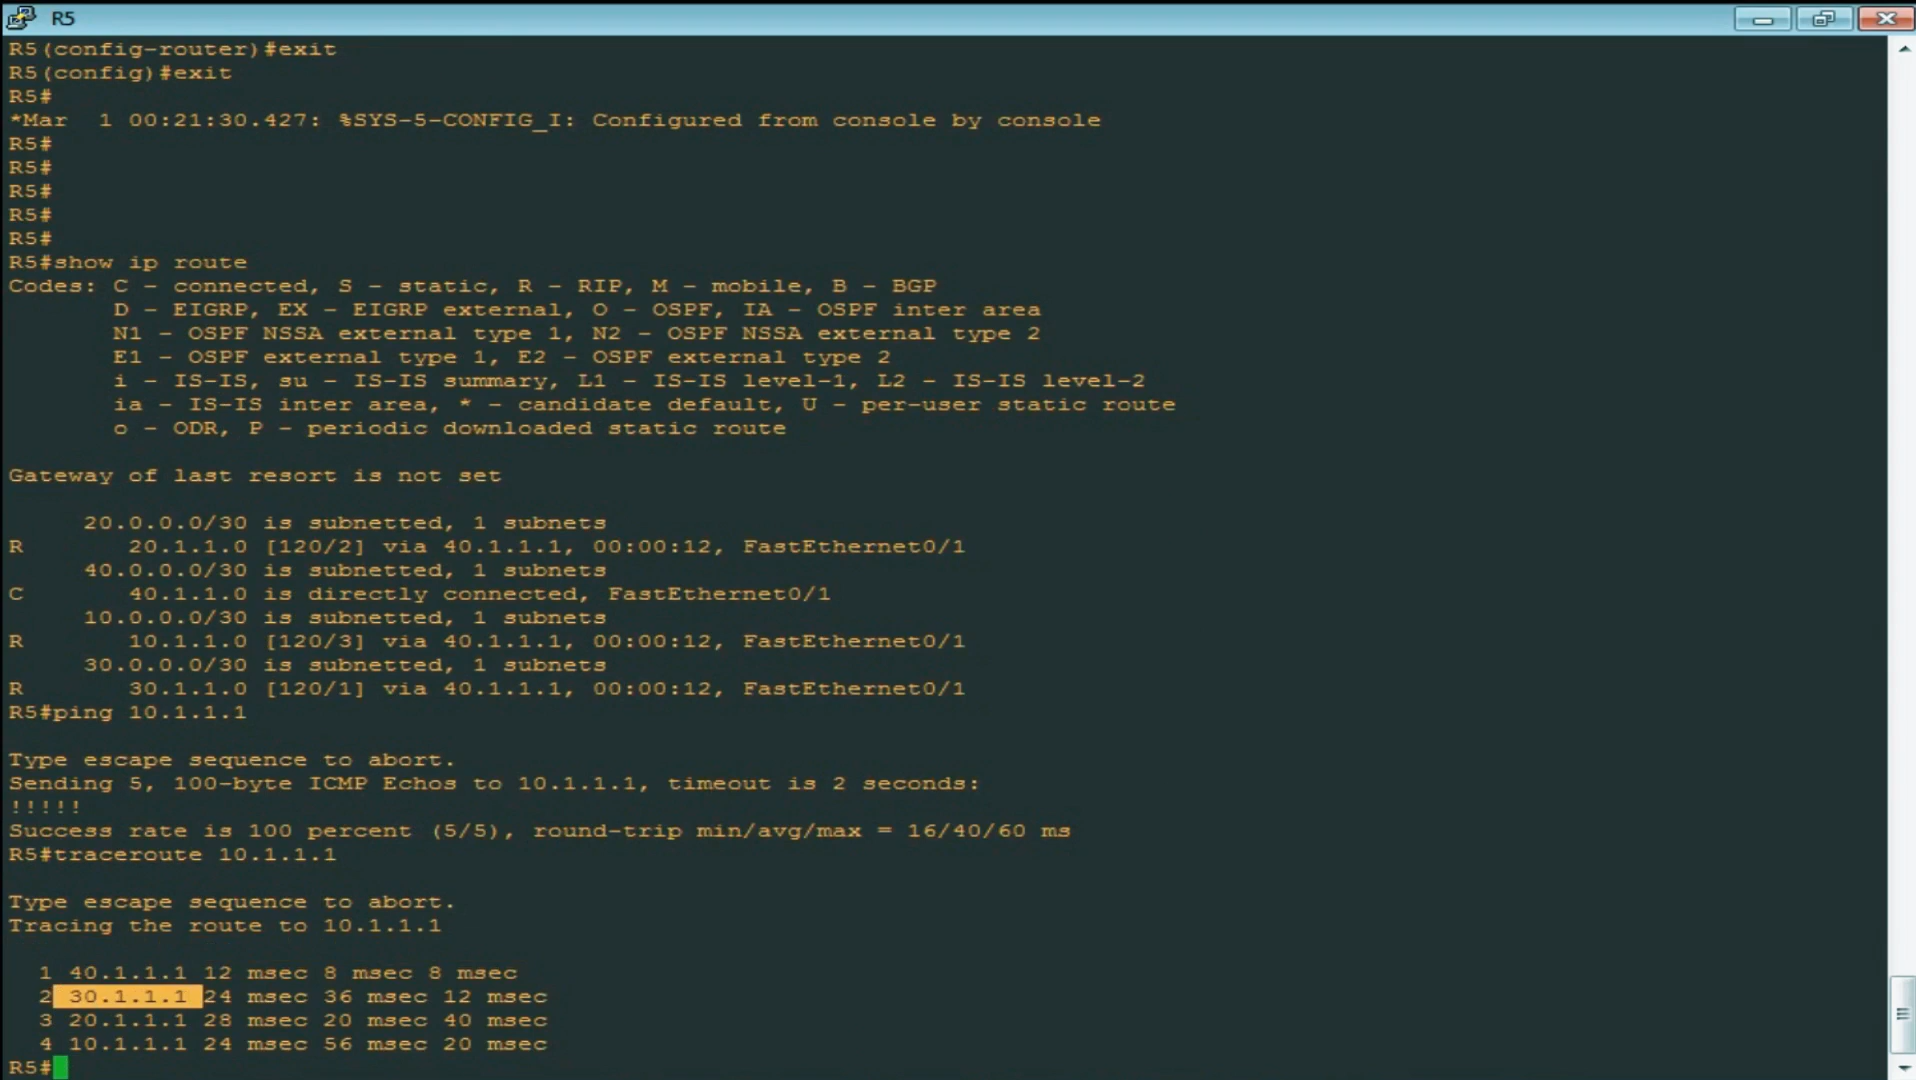 R5
R5(config-router)#exit
R5(config)#exit
R5#
*Mar  1 00:21:30.427: %SYS-5-CONFIG_I: Configured from console by console
R5#
R5#
R5#
R5#
R5#
R5#show ip route
Codes: C - connected, S - static, R - RIP, M - mobile, B - BGP
       D - EIGRP, EX - EIGRP external, O - OSPF, IA - OSPF inter area
       N1 - OSPF NSSA external type 1, N2 - OSPF NSSA external type 2
       E1 - OSPF external type 1, E2 - OSPF external type 2
       i - IS-IS, su - IS-IS summary, L1 - IS-IS level-1, L2 - IS-IS level-2
       ia - IS-IS inter area, * - candidate default, U - per-user static route
       o - ODR, P - periodic downloaded static route
Gateway of last resort is not set
     20.0.0.0/30 is subnetted, 1 subnets
R       20.1.1.0 [120/2] via 40.1.1.1, 00:00:12, FastEthernet0/1
     40.0.0.0/30 is subnetted, 1 subnets
C       40.1.1.0 is directly connected, FastEthernet0/1
     10.0.0.0/30 is subnetted, 1 subnets
R       10.1.1.0 [120/3] via 40.1.1.1, 00:00:12, FastEthernet0/1
     30.0.0.0/30 is subnetted, 1 subnets
R       30.1.1.0 [120/1] via 40.1.1.1, 00:00:12, FastEthernet0/1
R5#ping 10.1.1.1
Type escape sequence to abort.
Sending 5, 100-byte ICMP Echos to 10.1.1.1, timeout is 2 seconds:
!!!!!
Success rate is 100 percent (5/5), round-trip min/avg/max = 16/40/60 ms
R5#traceroute 10.1.1.1
Type escape sequence to abort.
Tracing the route to 10.1.1.1
  1 40.1.1.1 12 msec 8 msec 8 msec
  2 30.1.1.1 24 msec 36 msec 12 msec
  3 20.1.1.1 28 msec 20 msec 40 msec
  4 10.1.1.1 24 msec 56 msec 20 msec
R5#